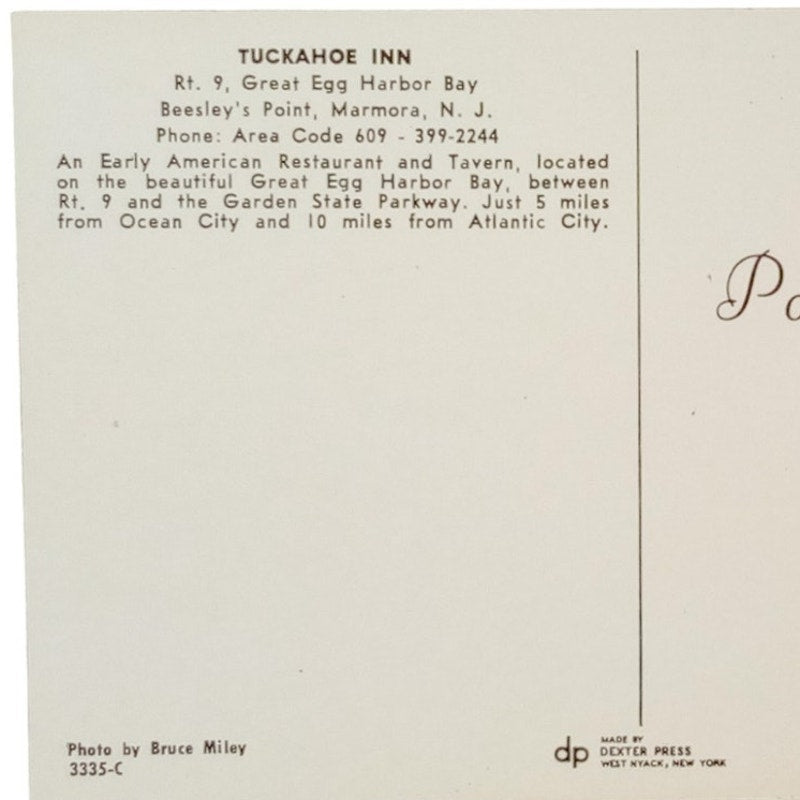 TUCKAHOE INN
Rt. 9, Great Egg Harbor Bay
Beesley's Point, Marmora, N. J.
Phone: Area Code 609 - 399-2244
An Early American Restaurant and Tavern, located
on the beautiful Great Egg Harbor Bay, between
Rt. 9 and the Garden State Parkway. Just 5 miles
from Ocean City and 10 miles from Atlantic City.
Po
Photo by Bruce Miley
3335-C
dp
MADE BY
DEXTER PRESS
WEST NYACK, NEW YORK